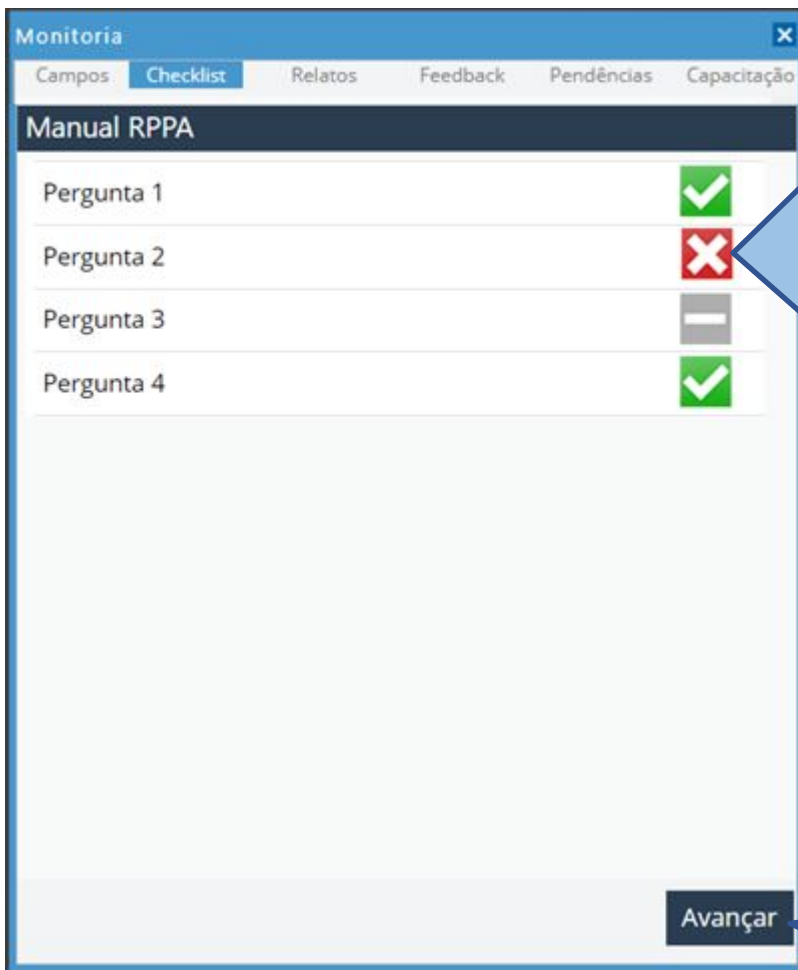 Monitoria
Campos Checklist Relatos Feedback Pendências Capacitação
Manual RPPA
Pergunta 1
Pergunta 2
Pergunta 3
Pergunta 4
Avançar